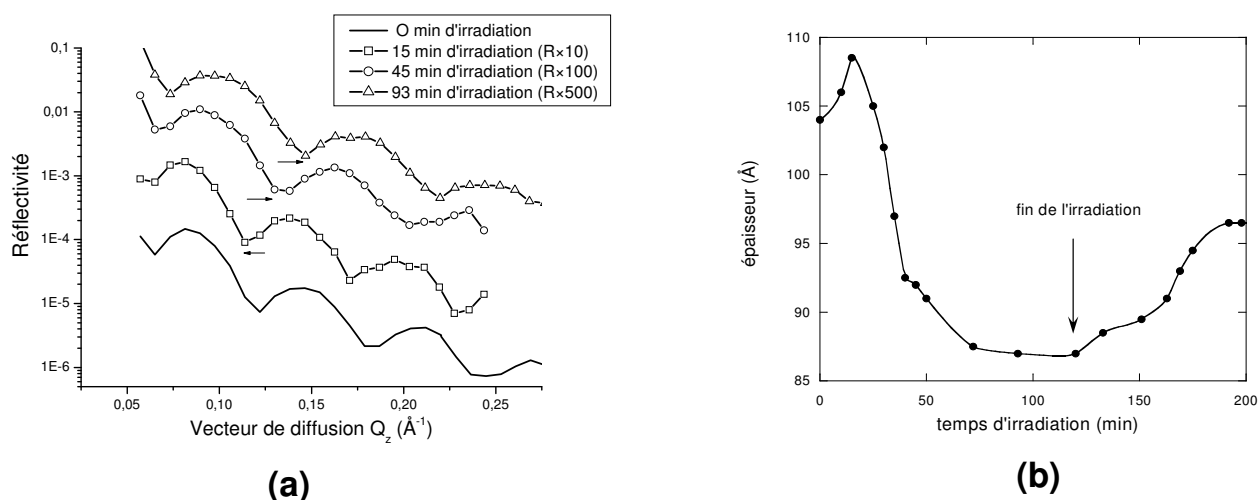 O min d'irradiation
15 min d'irradiation (R×10)
45 min d'irradiation (R×100)
93 min d'irradiation (R×500)
0,1
0,01
1E-3
1E-4
1E-5
1E-6
Réflectivité
0,05 0,10 0,15 0,20 0,25
Vecteur de diffusion Qz (Å-1)
(a)
110
105
100
95
90
85
épaisseur (Å)
fin de l'irradiation
0 50 100 150 200
temps d'irradiation (min)
(b)